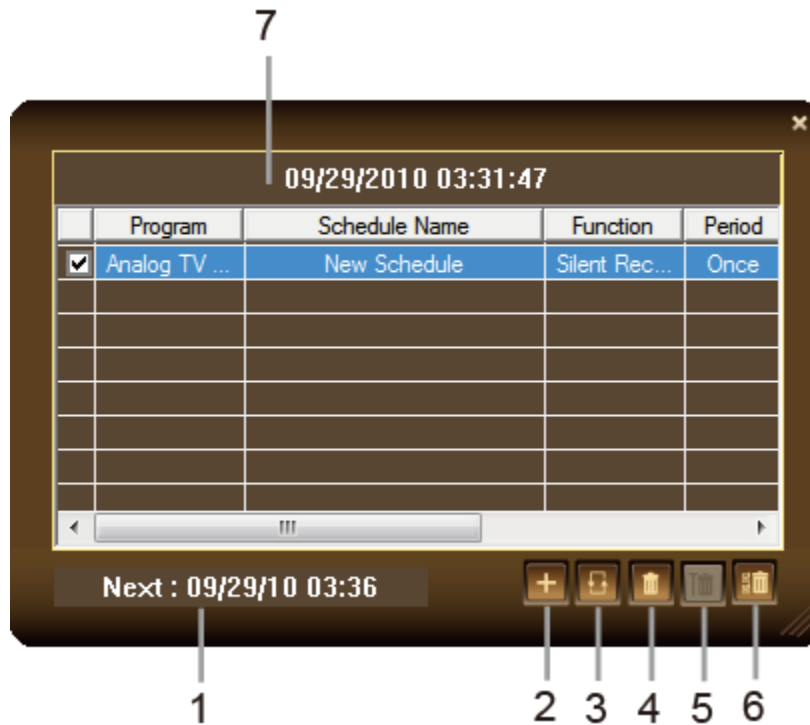 7
09/29/2010 03:31:47
Program Schedule Name Function Period
Analog TV ... New Schedule Silent Rec... Once
Next : 09/29/10 03:36
1 2 3 4 5 6